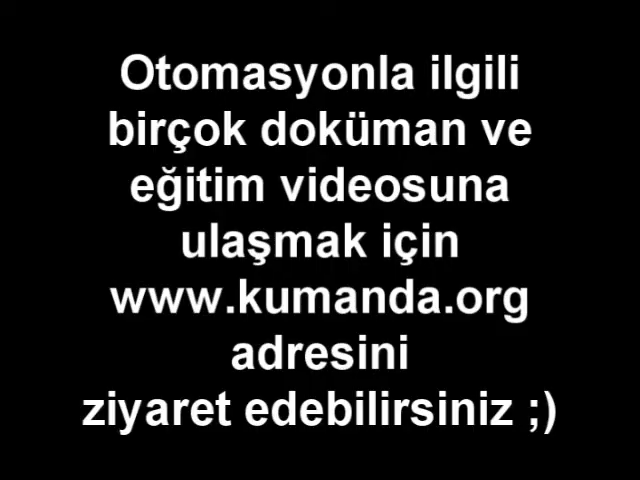 Otomasyonla ilgili
birçok doküman ve
eğitim videosuna
ulaşmak için
www.kumanda.org
adresini
ziyaret edebilirsiniz ;)